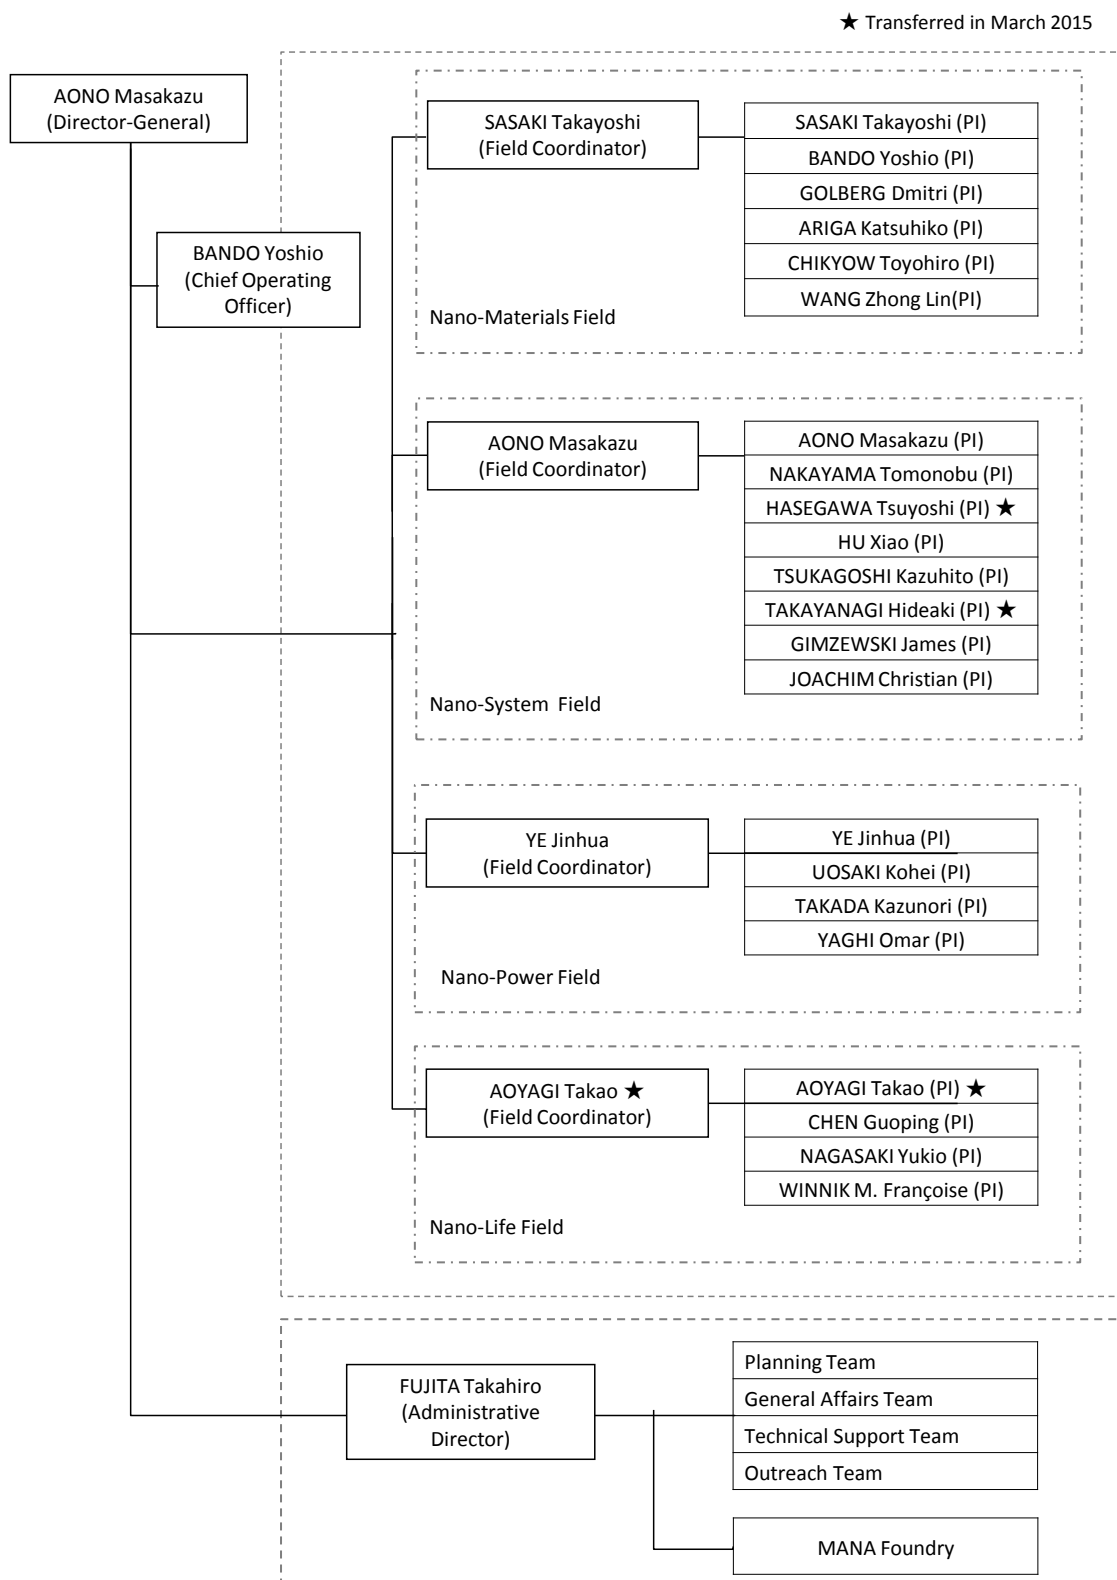 ★ Transferred in March 2015
AONO Masakazu
(Director-General)
BANDO Yoshio
(Chief Operating
Officer)
SASAKI Takayoshi
(Field Coordinator)
SASAKI Takayoshi (PI)
BANDO Yoshio (PI)
GOLBERG Dmitri (PI)
ARIGA Katsuhiko (PI)
CHIKYOW Toyohiro (PI)
WANG Zhong Lin(PI)
Nano-Materials Field
AONO Masakazu
(Field Coordinator)
AONO Masakazu (PI)
NAKAYAMA Tomonobu (PI)
HASEGAWA Tsuyoshi (PI) ★
HU Xiao (PI)
TSUKAGOSHI Kazuhito (PI)
TAKAYANAGI Hideaki (PI) ★
GIMZEWSKI James (PI)
JOACHIM Christian (PI)
Nano-System Field
YE Jinhua
(Field Coordinator)
YE Jinhua (PI)
UOSAKI Kohei (PI)
TAKADA Kazunori (PI)
YAGHI Omar (PI)
Nano-Power Field
AOYAGI Takao ★
(Field Coordinator)
AOYAGI Takao (PI) ★
CHEN Guoping (PI)
NAGASAKI Yukio (PI)
WINNIK M. Françoise (PI)
Nano-Life Field
FUJITA Takahiro
(Administrative
Director)
Planning Team
General Affairs Team
Technical Support Team
Outreach Team
MANA Foundry